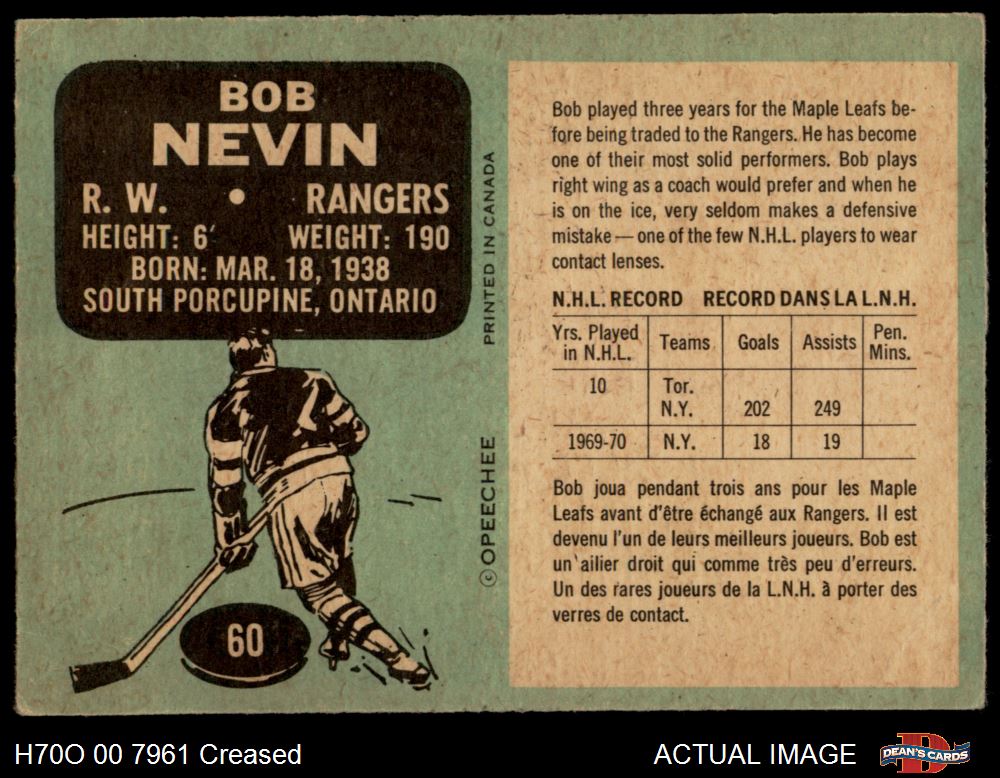 BOB
NEVIN
R. W. • RANGERS
HEIGHT: 6' WEIGHT: 190
BORN: MAR. 18, 1938
SOUTH PORCUPINE, ONTARIO
60
©OPEECHEE PRINTED IN CANADA
Bob played three years for the Maple Leafs be-
fore being traded to the Rangers. He has become
one of their most solid performers. Bob plays
right wing as a coach would prefer and when he
is on the ice, very seldom makes a defensive
mistake — one of the few N.H.L. players to wear
contact lenses.
N.H.L. RECORD RECORD DANS LA L.N.H.
Yrs. Played in N.H.L. Teams Goals Assists Pen. Mins.
10 Tor.
N.Y. 202 249
1969-70 N.Y. 18 19
Bob joua pendant trois ans pour les Maple
Leafs avant d'être échangé aux Rangers. Il est
devenu l'un de leurs meilleurs joueurs. Bob est
un ailier droit qui comme très peu d'erreurs.
Un des rares joueurs de la L.N.H. à porter des
verres de contact.
H70O 00 7961 Creased
ACTUAL IMAGE
DEAN'S CARDS